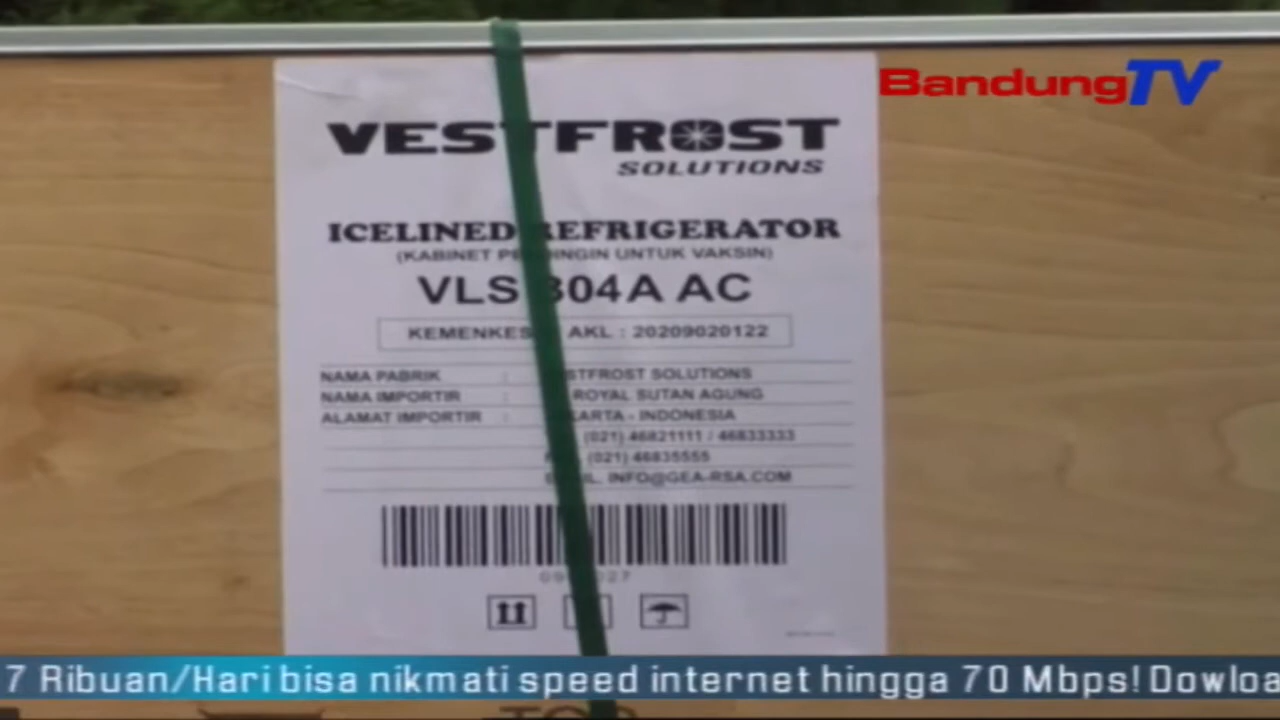 BandungTV
VESTFROST
SOLUTIONS
ICELINED REFRIGERATOR
(KABINET PENDINGIN UNTUK VAKSIN)
VLS 304A AC
KEMENKES AKL : 20209020122
NAMA PABRIK : STFROST SOLUTIONS
NAMA IMPORTIR : ROYAL SUTAN AGUNG
ALAMAT IMPORTIR : KARTA - INDONESIA
(021) 46821111 / 46833333
(021) 46835555
INFO@GEA-RSA.COM
7 Ribuan/Hari bisa nikmati speed internet hingga 70 Mbps! Dowloa